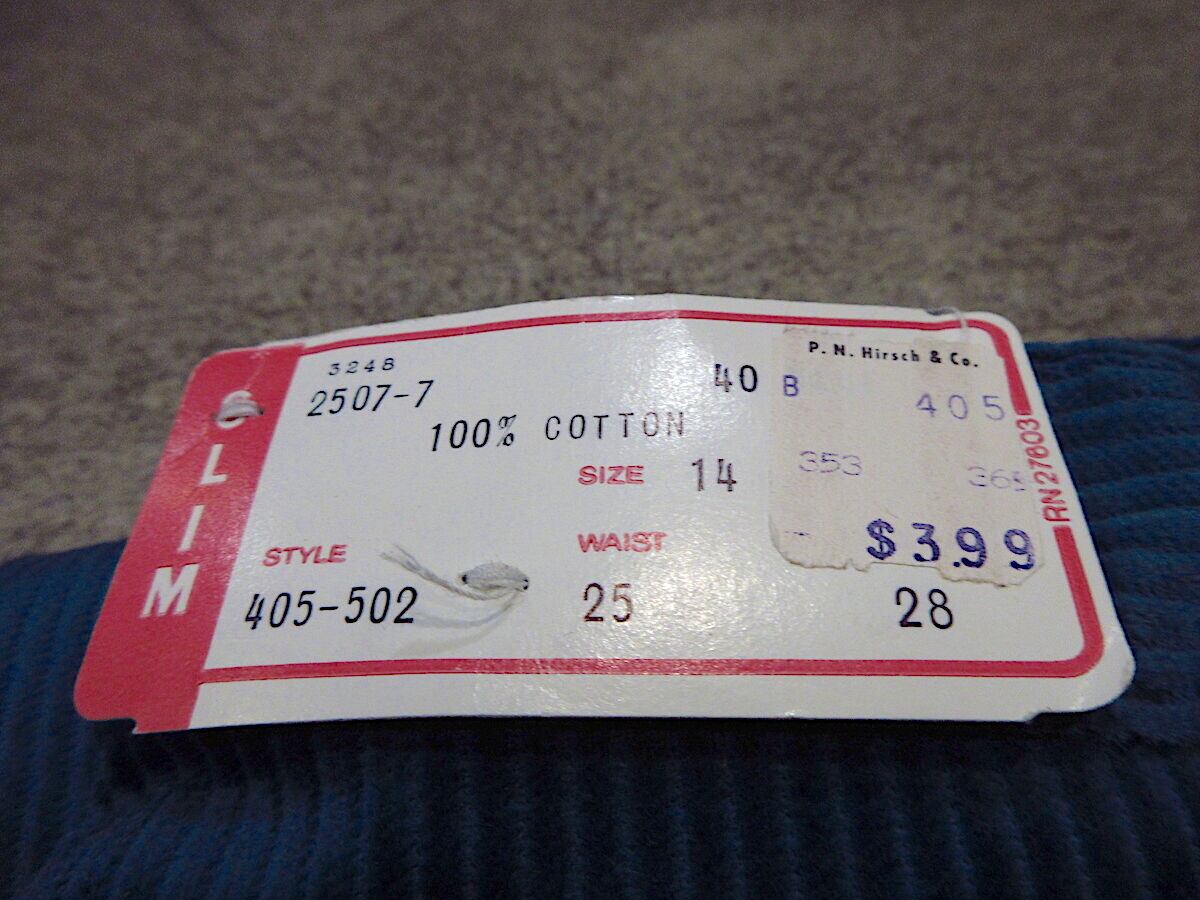 SLIM
3248
2507-7
40
100% COTTON
SIZE 14
STYLE
WAIST
405-502
25
28
P. N. Hirsch & Co.
B 405
353
$3.99
RN27603